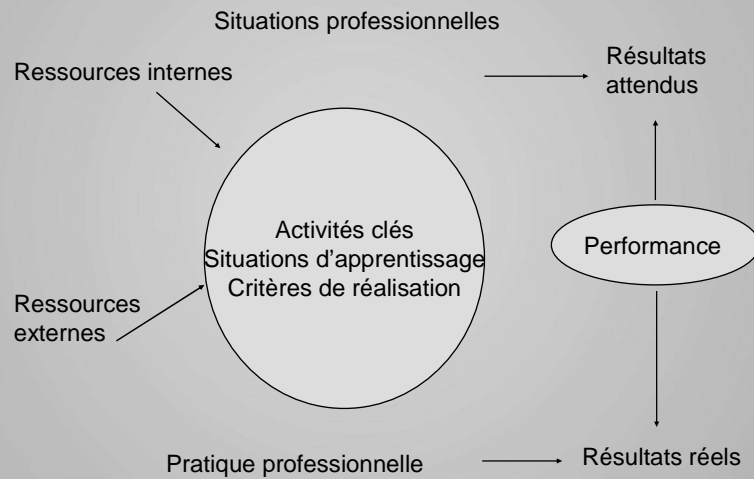 Situations professionnelles
Ressources internes
Résultats
attendus
Activités clés
Situations d'apprentissage
Critères de réalisation
Performance
Ressources
externes
Pratique professionnelle
Résultats réels